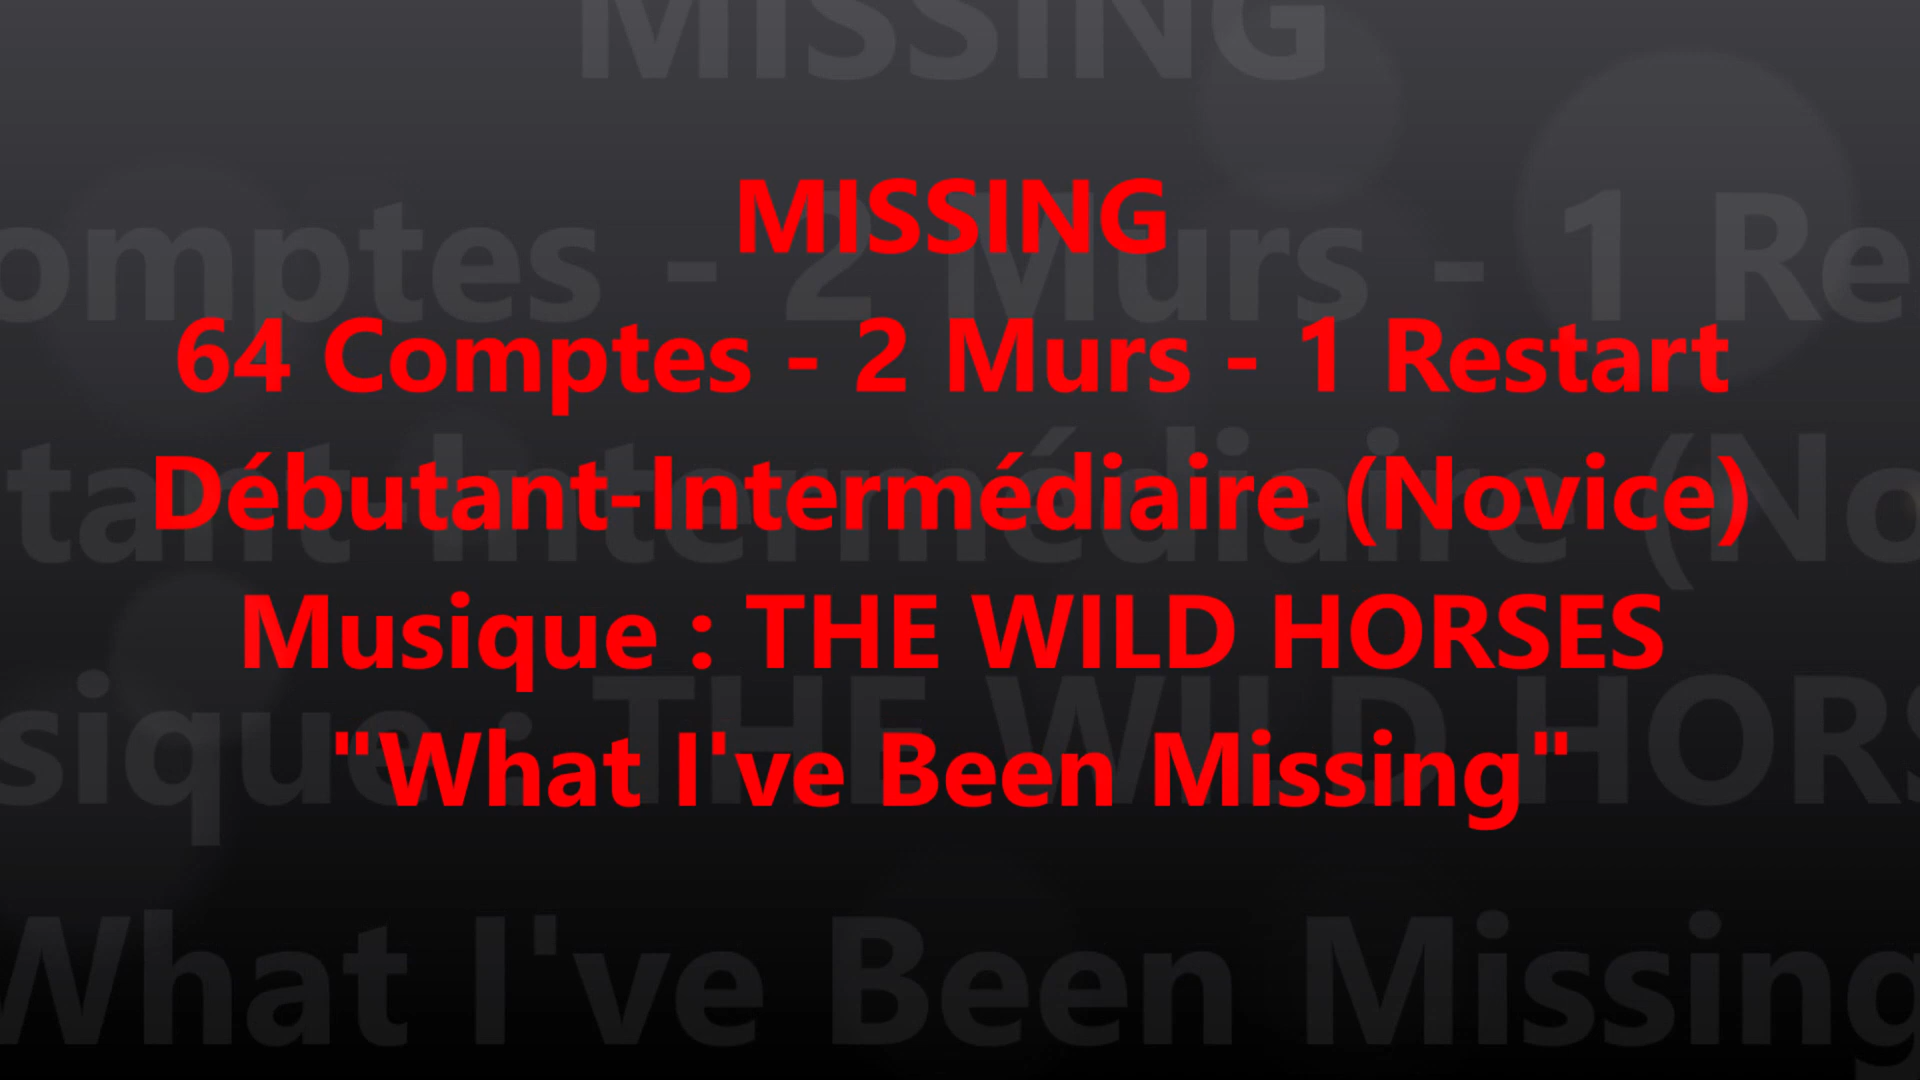 MISSING
64 Comptes - 2 Murs - 1 Restart
Débutant-Intermédiaire (Novice)
Musique : THE WILD HORSES
"What I've Been Missing"